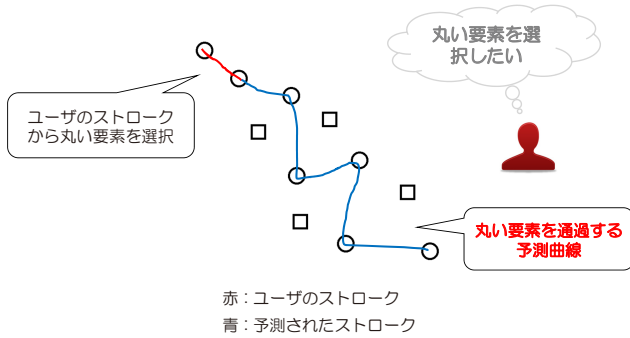 丸い要素を選
択したい
ユーザのストローク
から丸い要素を選択
丸い要素を通過する
予測曲線
赤：ユーザのストローク
青：予測されたストローク